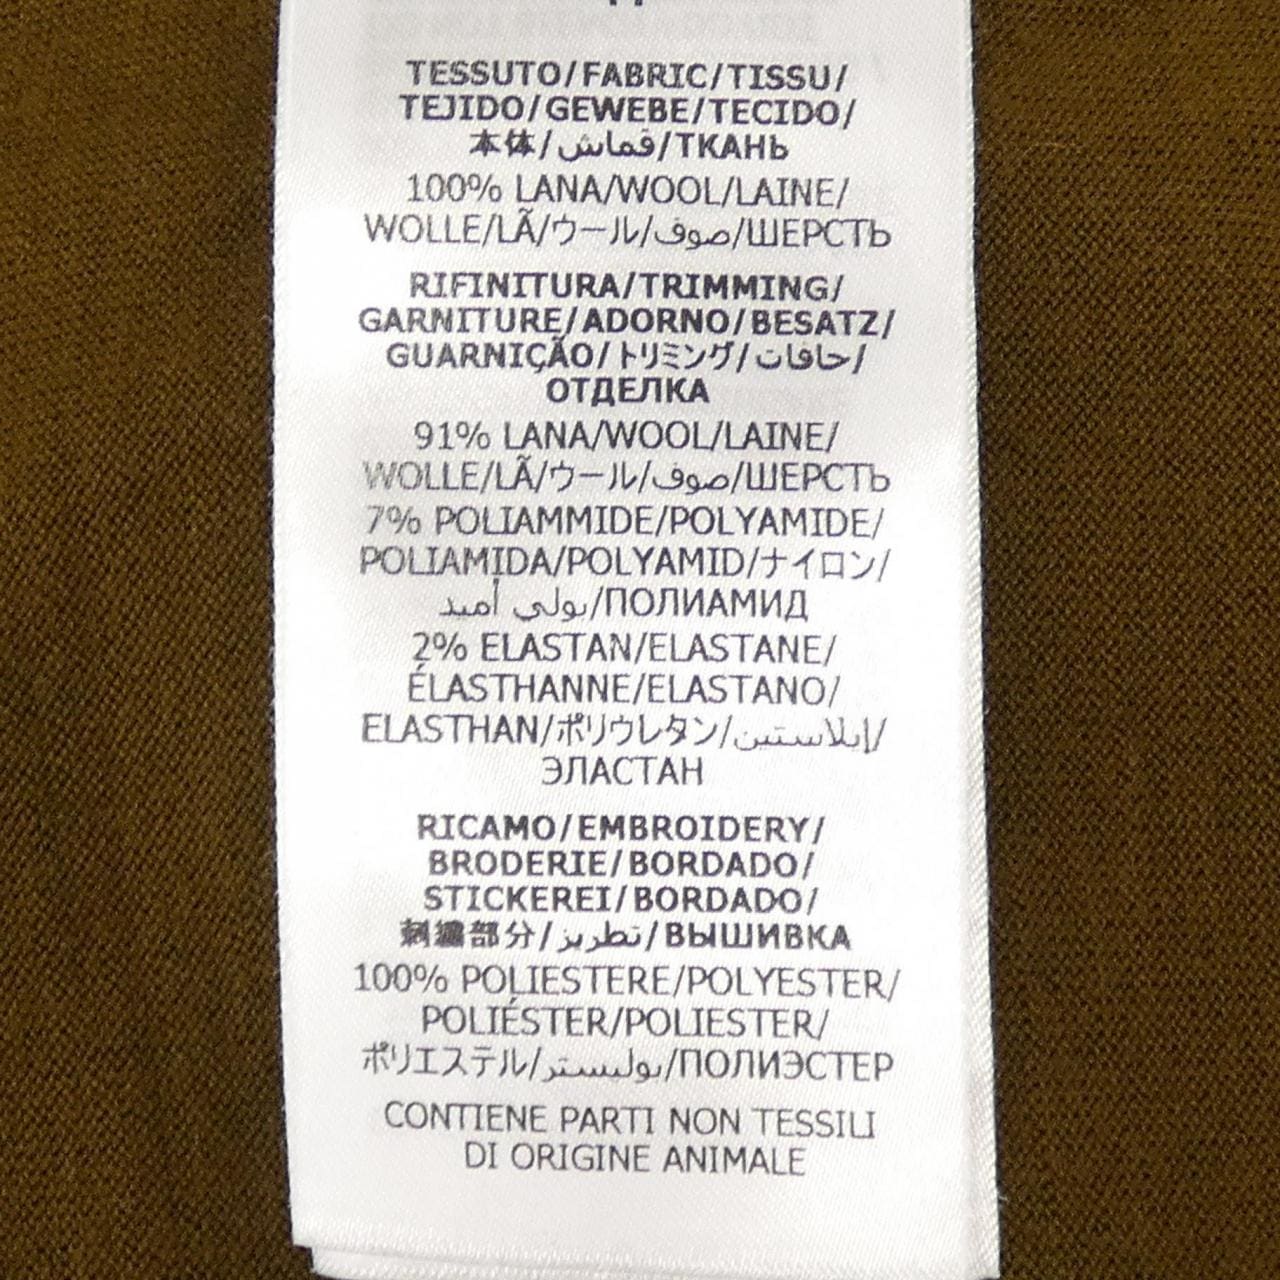 TESSUTO/FABRIC/TISSU/
TEJIDO/GEWEBE/TECIDO/
本体/قماش/ТКАНЬ
100% LANA/WOOL/LAINE/
WOLLE/LÃ/ウール/صوف/ШЕРСТЬ
RIFINITURA/TRIMMING/
GARNITURE/ADORNO/BESATZ/
GUARNIÇÃO/トリミング/حافات/
ОТДЕЛКА
91% LANA/WOOL/LAINE/
WOLLE/LÃ/ウール/صوف/ШЕРСТЬ
7% POLIAMMIDE/POLYAMIDE/
POLIAMIDA/POLYAMID/ナイロン/
بولي أميد/ПОЛИАМИД
2% ELASTAN/ELASTANE/
ÉLASTHANNE/ELASTANO/
ELASTHAN/ポリウレタン/إيلاستين/
ЭЛАСТАН
RICAMO/EMBROIDERY/
BRODERIE/BORDADO/
STICKEREI/BORDADO/
刺繍部分/تطريز/ВЫШИВКА
100% POLIESTERE/POLYESTER/
POLIÉSTER/POLIESTER/
ポリエステル/بوليستر/ПОЛИЭСТЕР
CONTIENE PARTI NON TESSILI
DI ORIGINE ANIMALE